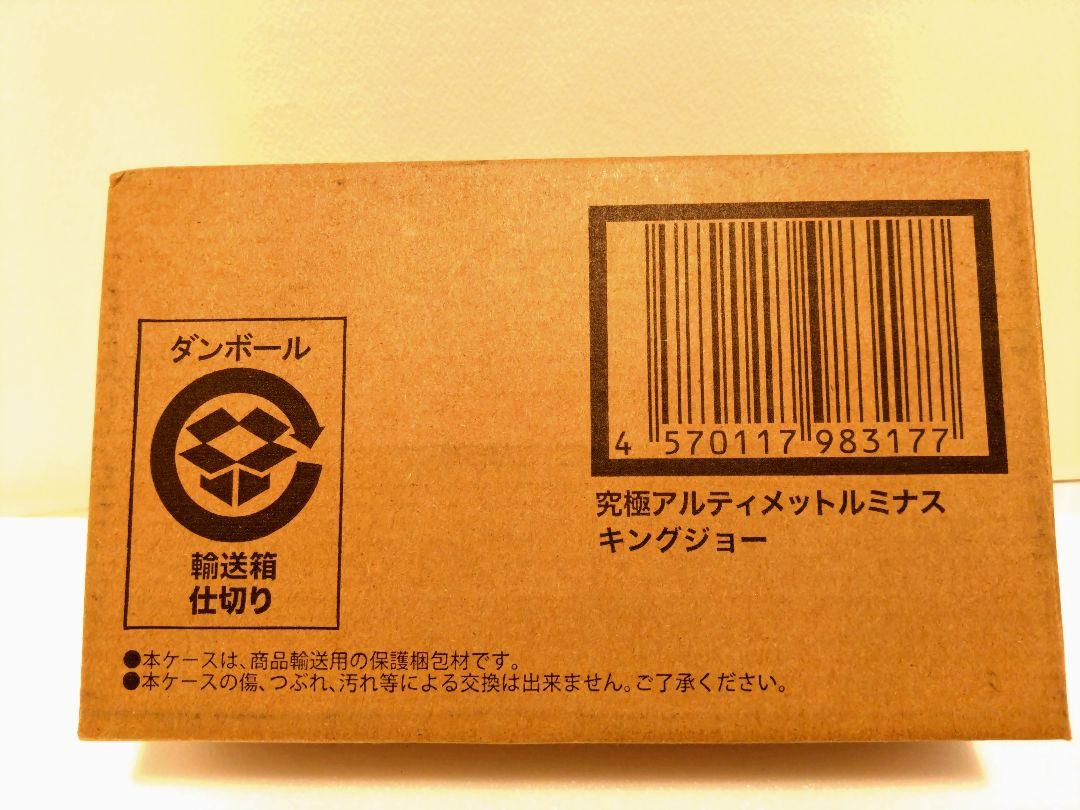 ダンボール
輸送箱
仕切り
4 570117 983177
究極アルティメットルミナス
キングジョー
●本ケースは、商品輸送用の保護梱包材です。
●本ケースの傷、つぶれ、汚れ等による交換は出来ません。ご了承ください。